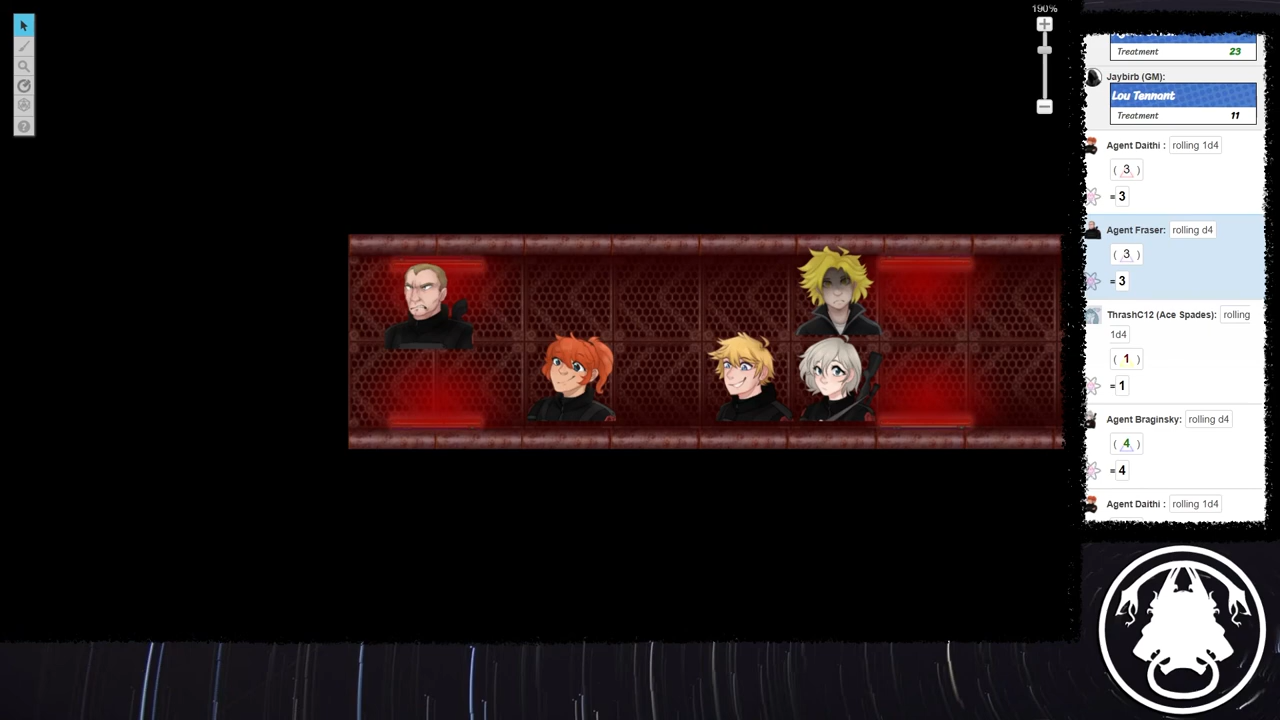 190%
Treatment 23
Jaybirb (GM):
Lou Tennant
Treatment 11
Agent Daithi : rolling 1d4
( 3 )
= 3
Agent Fraser: rolling d4
( 3 )
= 3
ThrashC12 (Ace Spades): rolling
1d4
( 1 )
= 1
Agent Braginsky: rolling d4
( 4 )
= 4
Agent Daithi : rolling 1d4